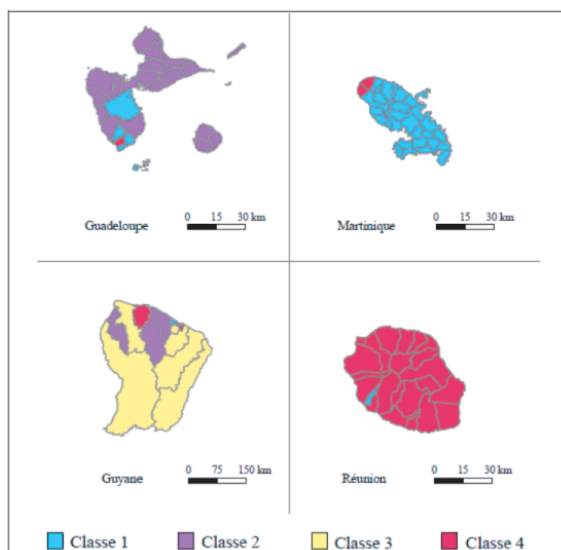 0 15 30 km
Guadeloupe
0 15 30 km
Martinique
0 75 150 km
Guyane
0 15 30 km
Réunion
Classe 1 Classe 2 Classe 3 Classe 4